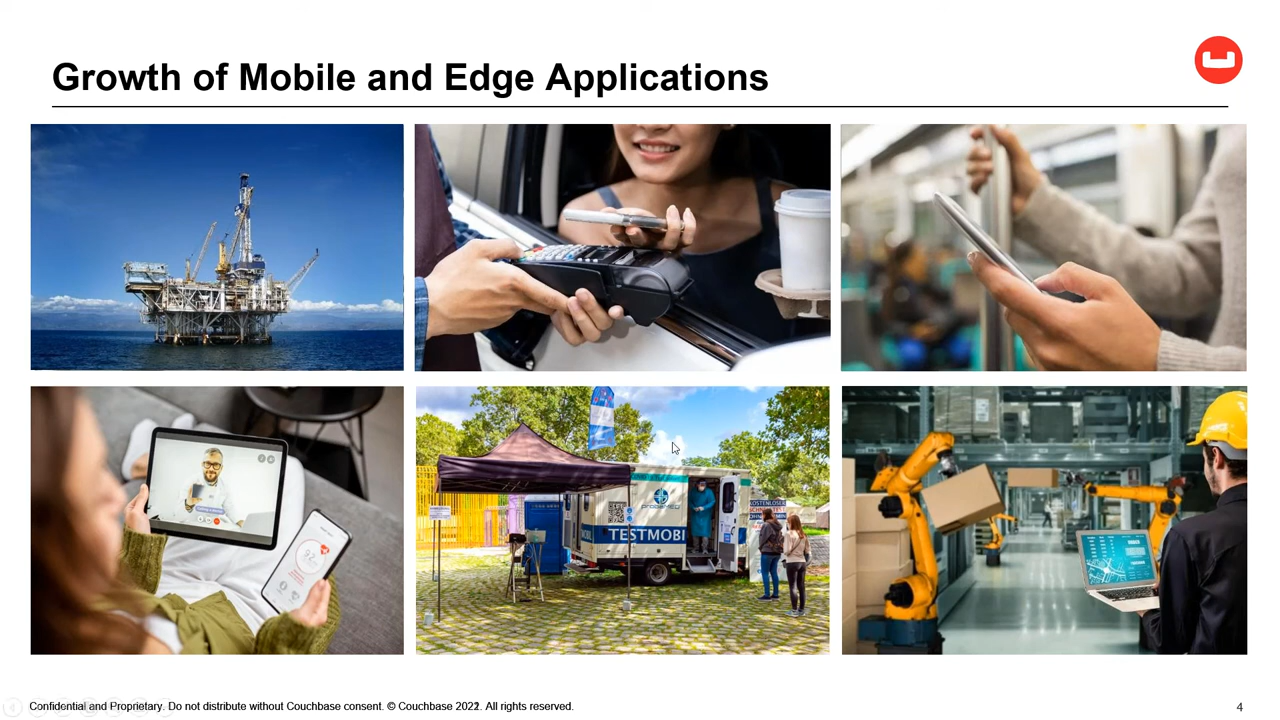 Growth of Mobile and Edge Applications
TESTMOBI
Confidential and Proprietary. Do not distribute without Couchbase consent. © Couchbase 2022. All rights reserved.
4